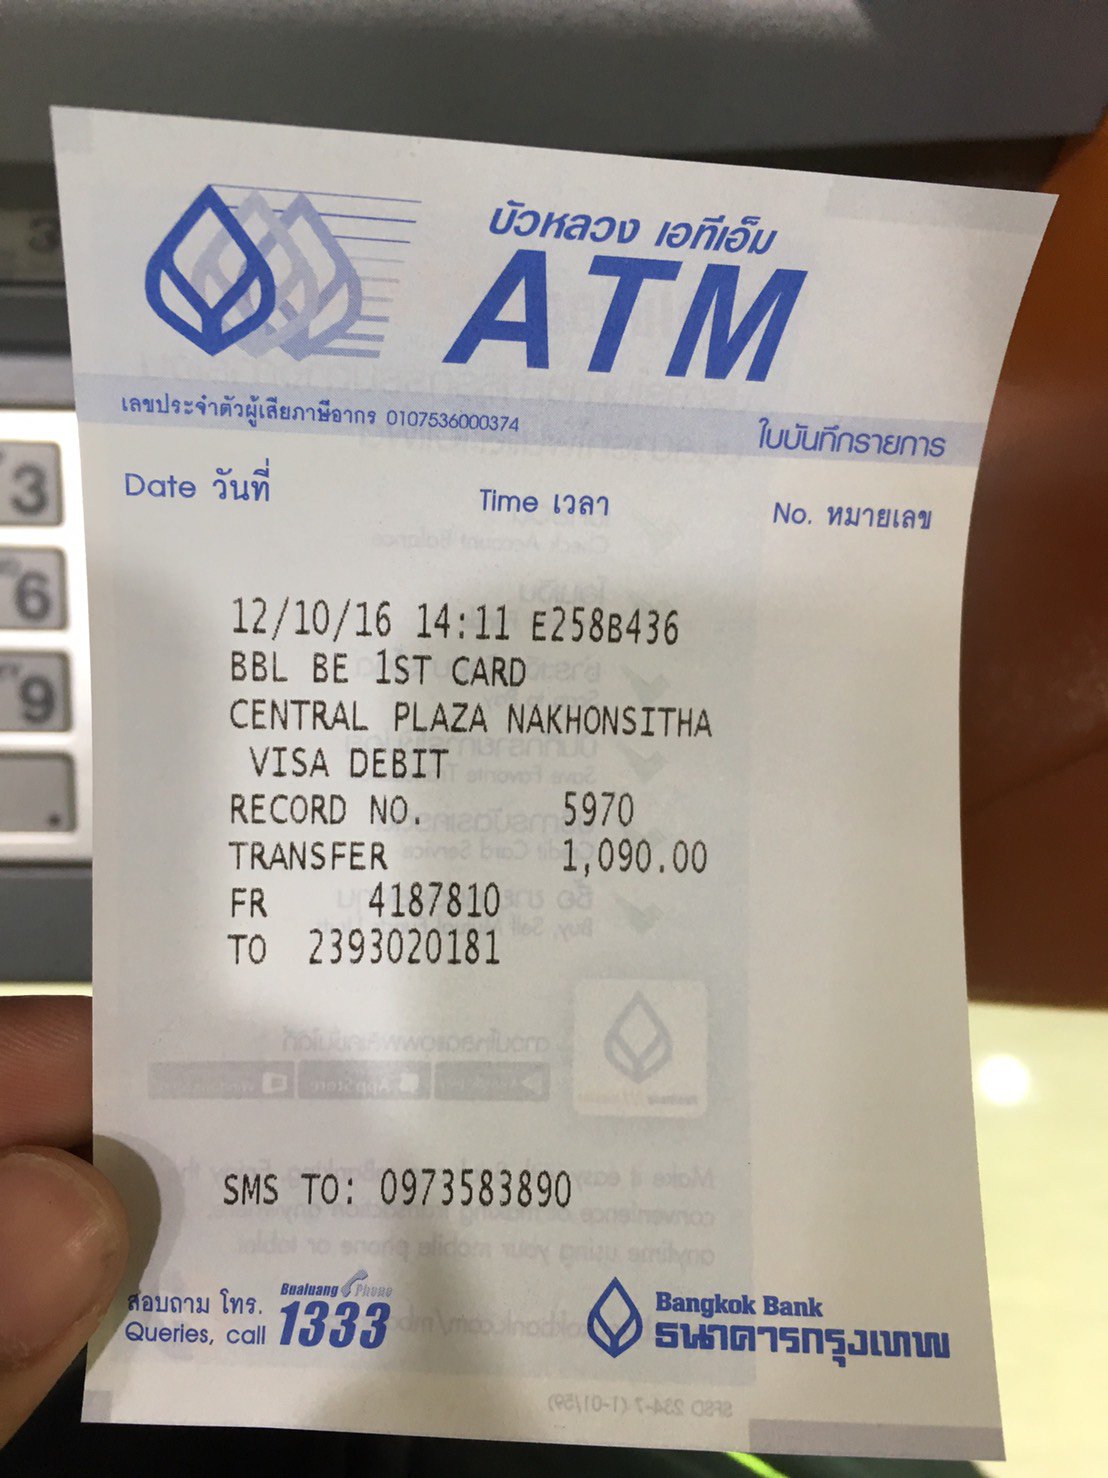 บัวหลวง เอทีเอ็ม
ATM
เลขประจำตัวผู้เสียภาษีอากร 0107536000374
ใบบันทึกรายการ
Date วันที่ Time เวลา No. หมายเลข
12/10/16 14:11 E258B436
BBL BE 1ST CARD
CENTRAL PLAZA NAKHONSITHA
VISA DEBIT
RECORD NO. 5970
TRANSFER 1,090.00
FR 4187810
TO 2393020181
SMS TO: 0973583890
สอบถาม โทร.
Queries, call
Bualuang Phone
1333
Bangkok Bank
ธนาคารกรุงเทพ
3
6
9